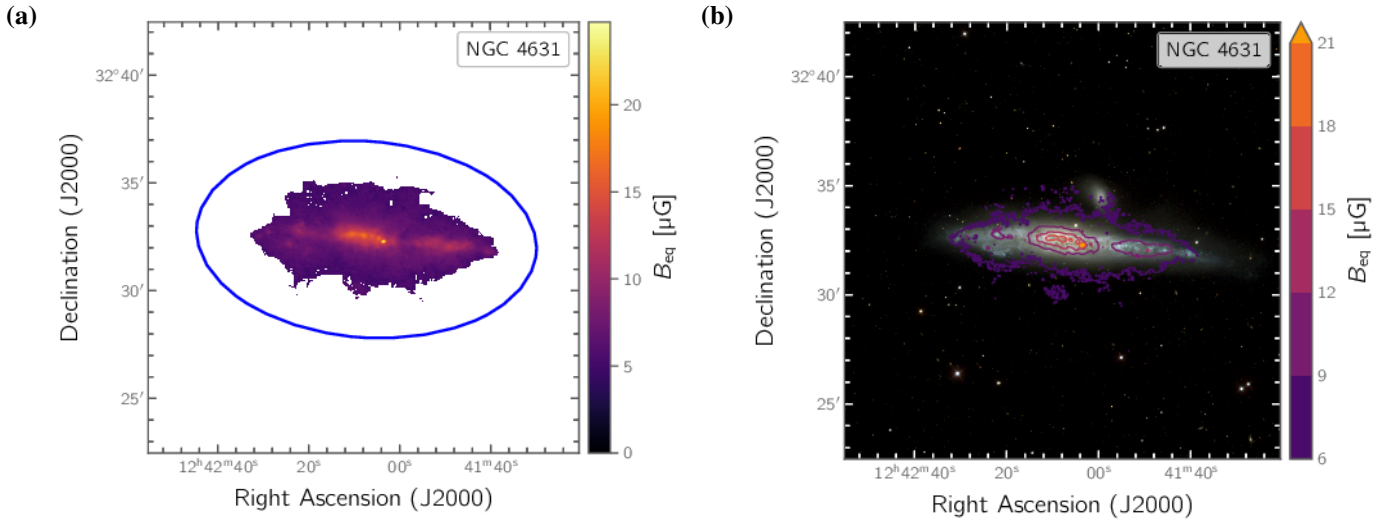 (a)
NGC 4631
32°40′
35′
30′
25′
Declination (J2000)
12ʰ42ᵐ40ˢ
20ˢ
00ˢ
41ᵐ40ˢ
Right Ascension (J2000)
20
15
10
5
0
B_eq [μG]
(b)
NGC 4631
32°40′
35′
30′
25′
Declination (J2000)
12ʰ42ᵐ40ˢ
20ˢ
00ˢ
41ᵐ40ˢ
Right Ascension (J2000)
21
18
15
12
9
6
B_eq [μG]